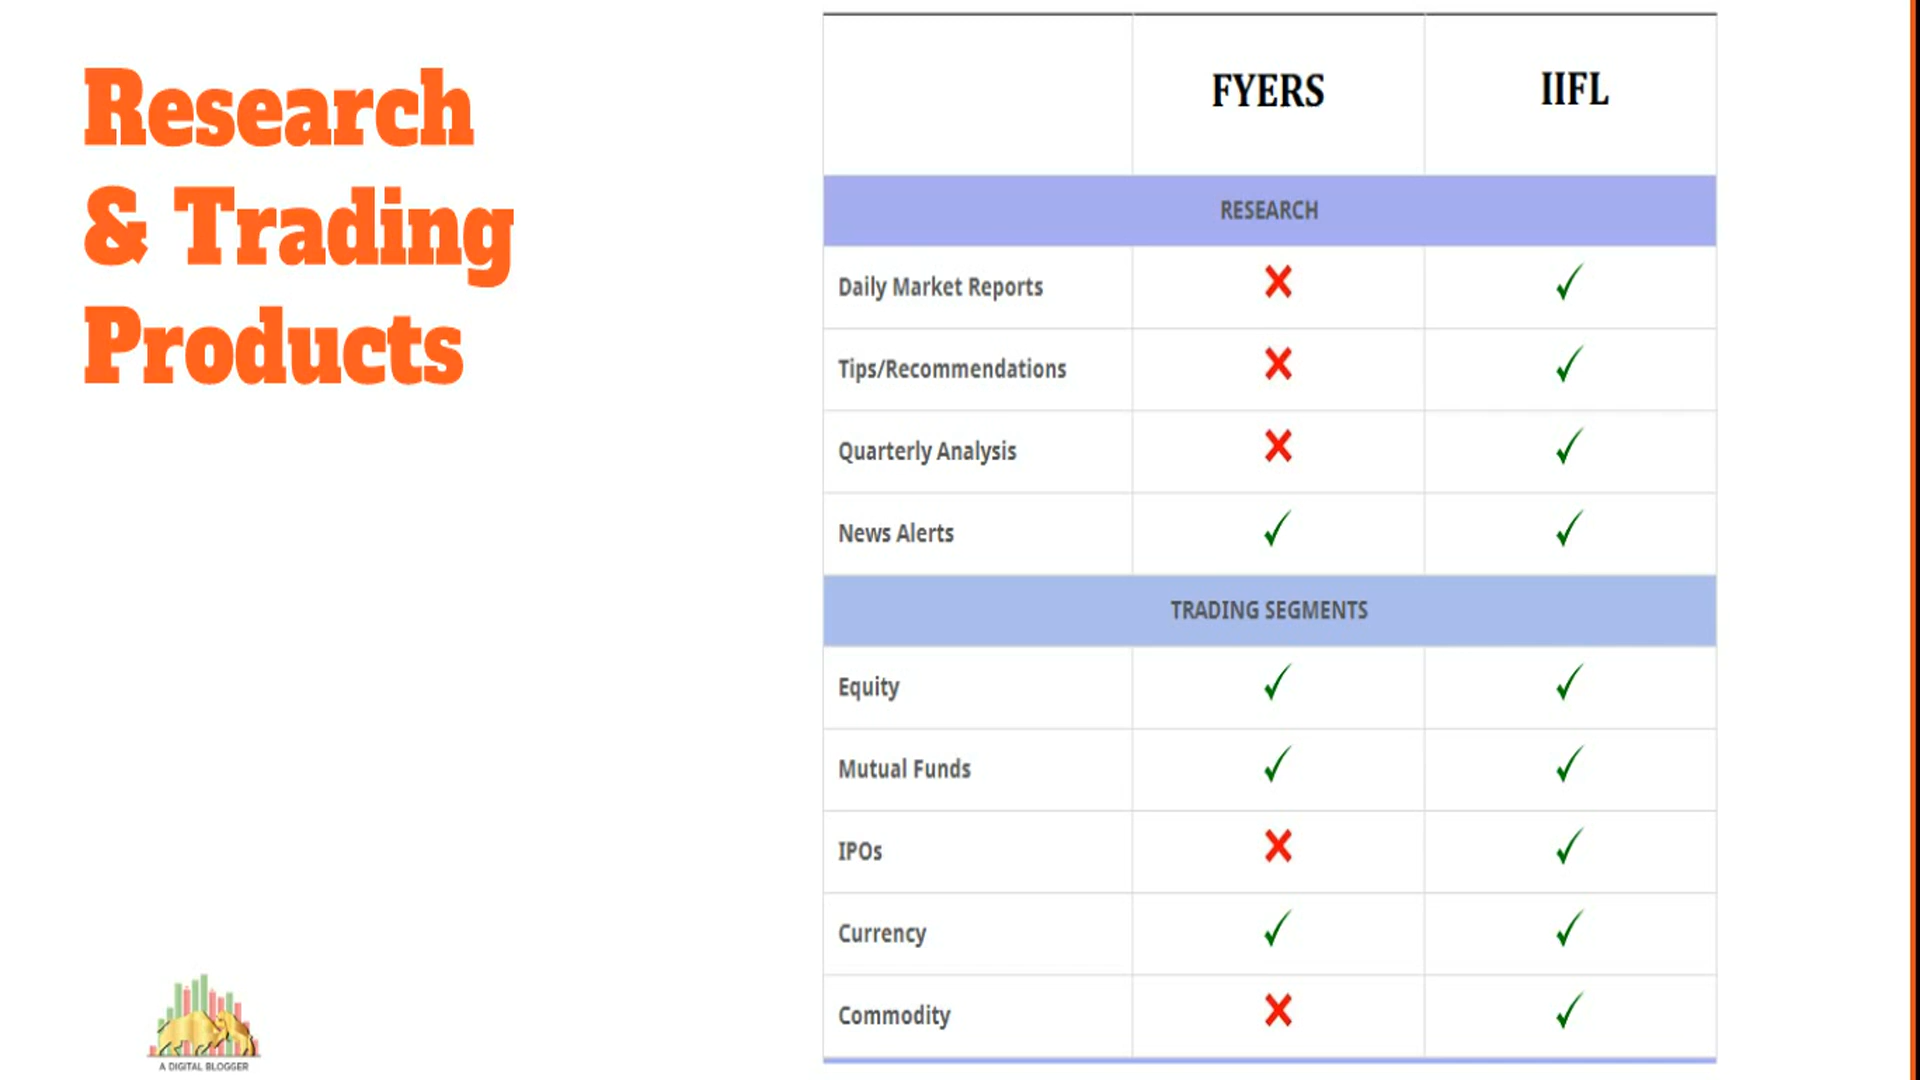 Research
& Trading
Products
FYERS IIFL
RESEARCH
Daily Market Reports ✗ ✓
Tips/Recommendations ✗ ✓
Quarterly Analysis ✗ ✓
News Alerts ✓ ✓
TRADING SEGMENTS
Equity ✓ ✓
Mutual Funds ✓ ✓
IPOs ✗ ✓
Currency ✓ ✓
Commodity ✗ ✓
A DIGITAL BLOGGER